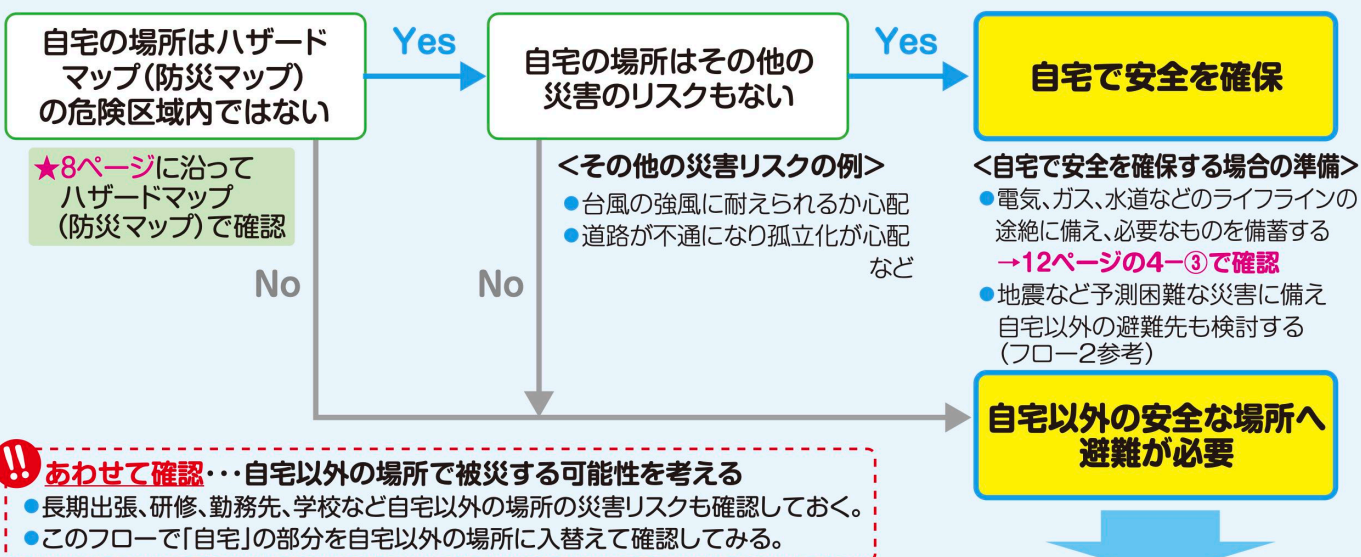 自宅の場所はハザード
マップ(防災マップ)
の危険区域内ではない
Yes
自宅の場所はその他の
災害のリスクもない
Yes
自宅で安全を確保
★8ページに沿って
ハザードマップ
(防災マップ)で確認
No
<その他の災害リスクの例>
●台風の強風に耐えられるか心配
●道路が不通になり孤立化が心配
など
No
<自宅で安全を確保する場合の準備>
●電気、ガス、水道などのライフラインの
途絶に備え、必要なものを備蓄する
→12ページの4ー③で確認
●地震など予測困難な災害に備え
自宅以外の避難先も検討する
(フロー2参考)
自宅以外の安全な場所へ
避難が必要
!! あわせて確認･･･自宅以外の場所で被災する可能性を考える
●長期出張、研修、勤務先、学校など自宅以外の場所の災害リスクも確認しておく。
●このフローで「自宅」の部分を自宅以外の場所に入替えて確認してみる。